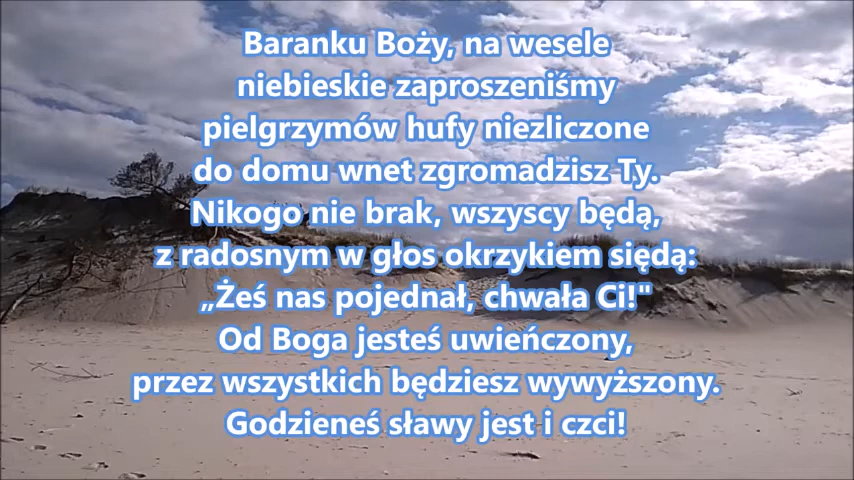 Baranku Boży, na wesele
niebieskie zaproszeniśmy
pielgrzymów hufy niezliczone
do domu wnet zgromadzisz Ty.
Nikogo nie brak, wszyscy będą,
z radosnym w głos okrzykiem siędą:
„Żeś nas pojednał, chwała Ci!"
Od Boga jesteś uwieńczony,
przez wszystkich będziesz wywyższony.
Godzieneś sławy jest i czci!